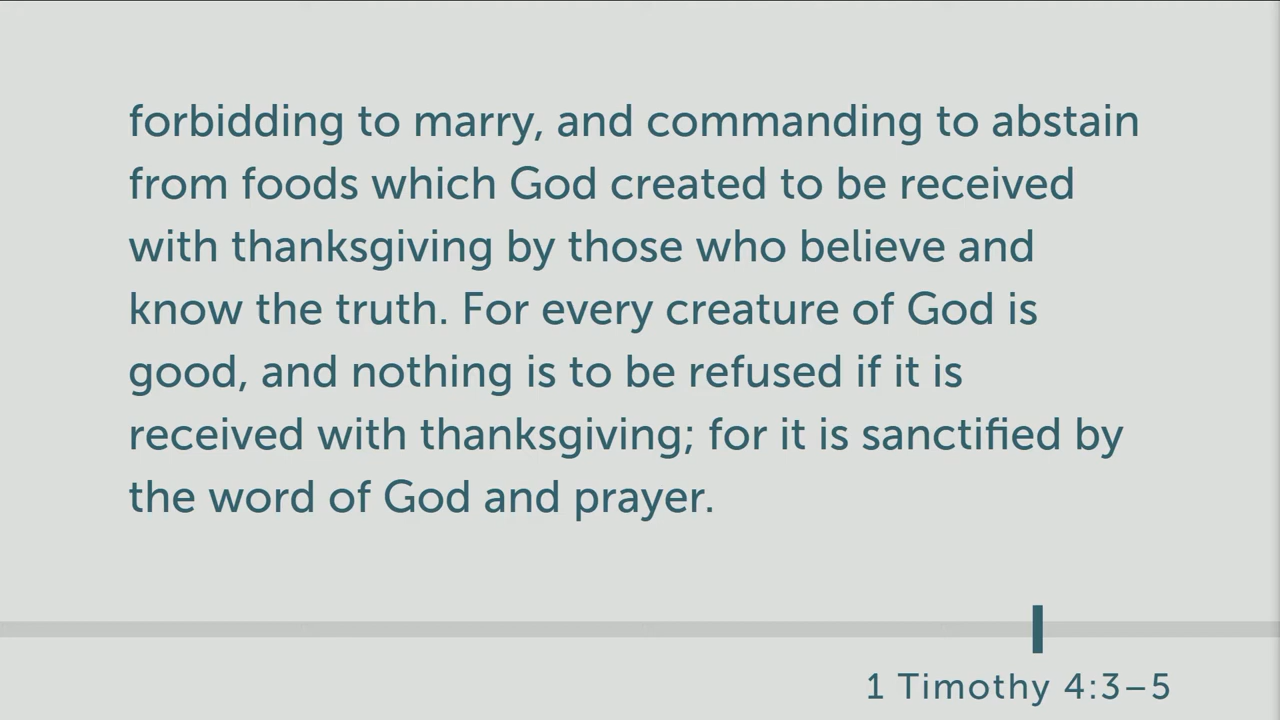 forbidding to marry, and commanding to abstain
from foods which God created to be received
with thanksgiving by those who believe and
know the truth. For every creature of God is
good, and nothing is to be refused if it is
received with thanksgiving; for it is sanctified by
the word of God and prayer.
1 Timothy 4:3–5